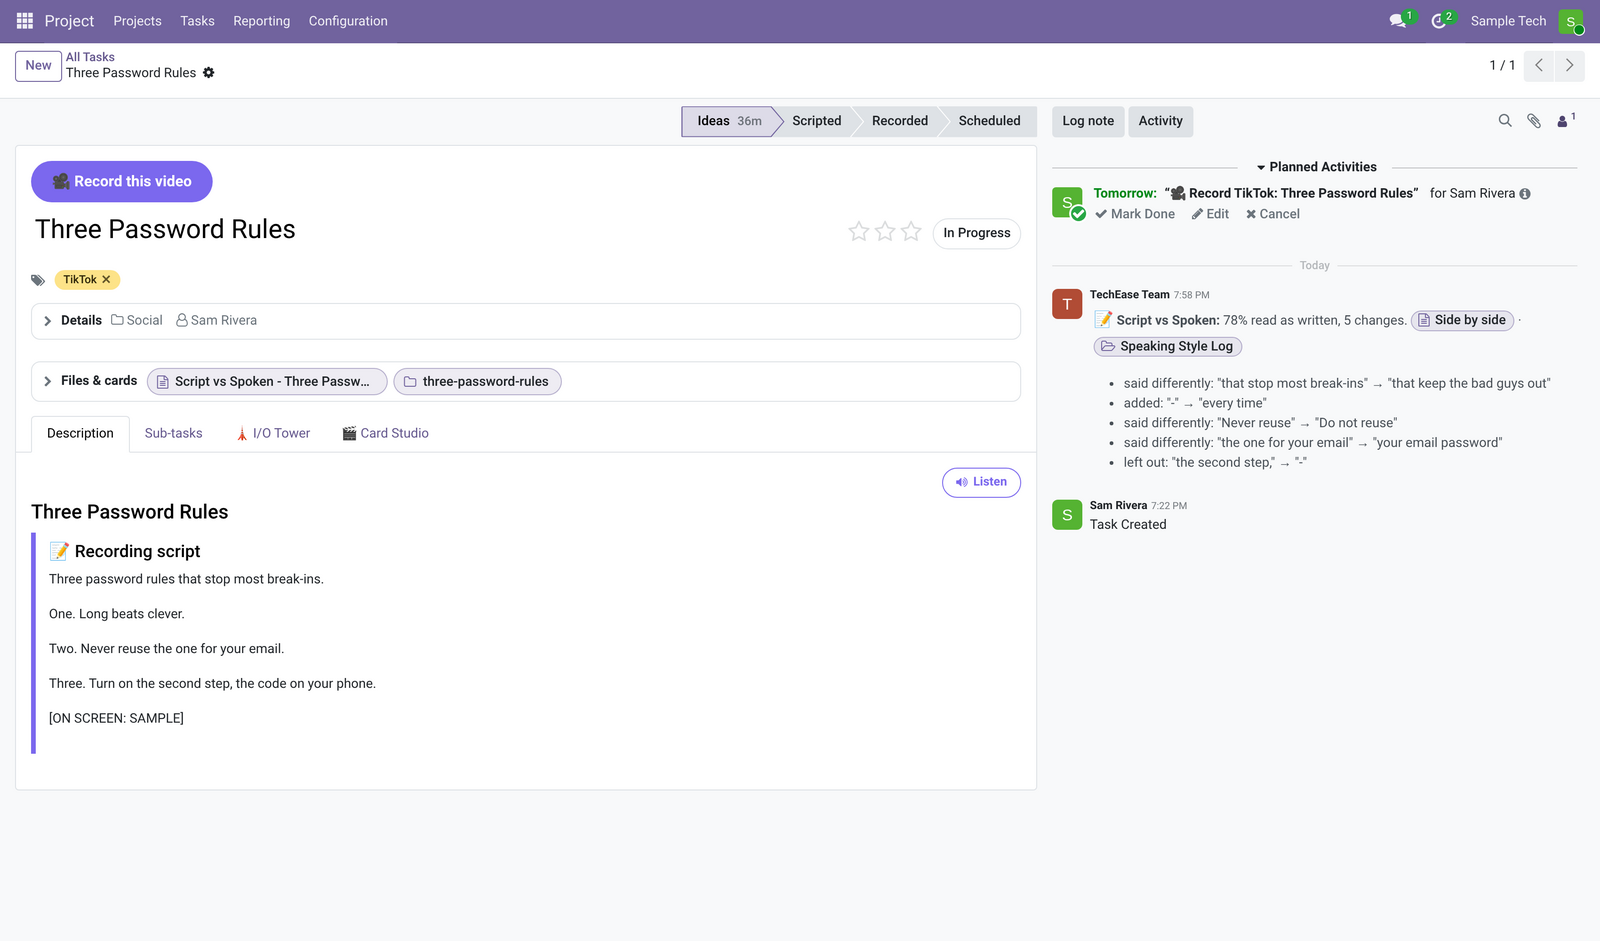 Project Projects Tasks Reporting Configuration 1 2 Sample Tech S
New All Tasks
Three Password Rules
1 / 1
Ideas 36m Scripted Recorded Scheduled
Log note Activity 1
Record this video
Three Password Rules
In Progress
TikTok
Details Social Sam Rivera
Files & cards Script vs Spoken - Three Passw... three-password-rules
Description Sub-tasks I/O Tower Card Studio
Listen
Three Password Rules
Recording script
Three password rules that stop most break-ins.
One. Long beats clever.
Two. Never reuse the one for your email.
Three. Turn on the second step, the code on your phone.
[ON SCREEN: SAMPLE]
Planned Activities
S
Tomorrow: “Record TikTok: Three Password Rules” for Sam Rivera
Mark Done Edit Cancel
Today
T
TechEase Team 7:58 PM
Script vs Spoken: 78% read as written, 5 changes. Side by side ·
Speaking Style Log
• said differently: "that stop most break-ins" → "that keep the bad guys out"
• added: "-" → "every time"
• said differently: "Never reuse" → "Do not reuse"
• said differently: "the one for your email" → "your email password"
• left out: "the second step," → "-"
S
Sam Rivera 7:22 PM
Task Created